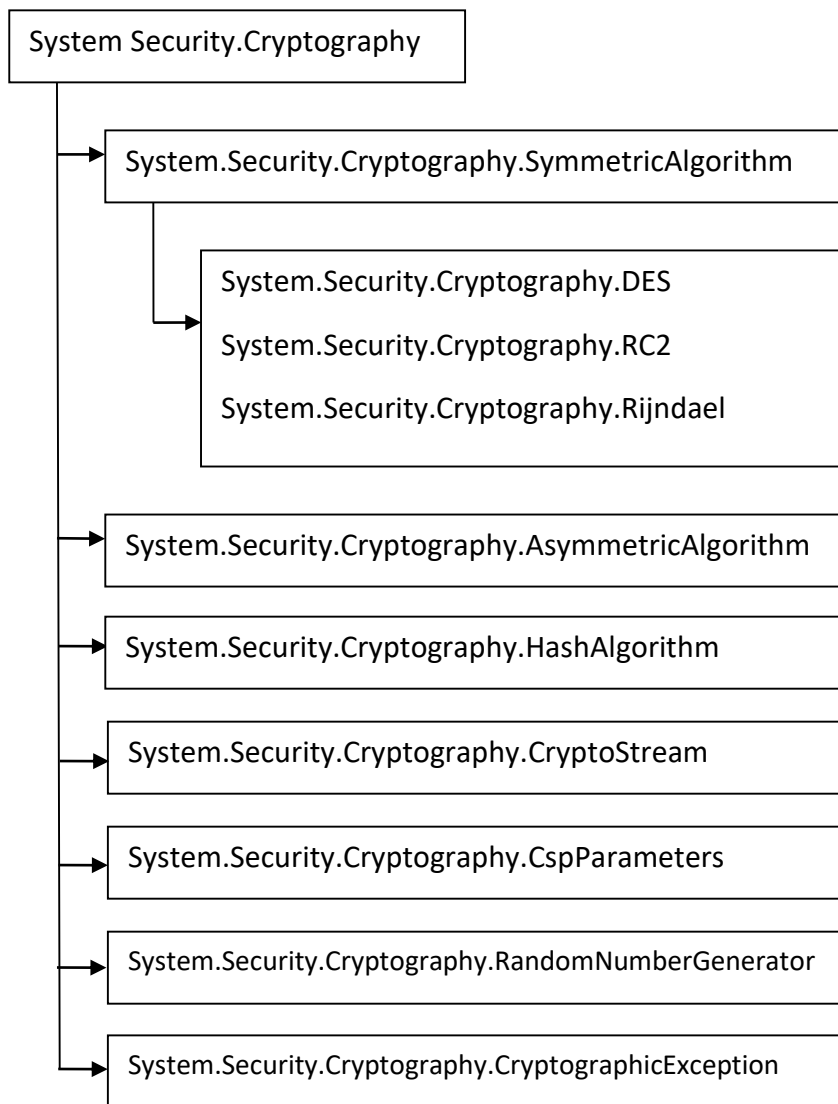 System Security.Cryptography
System.Security.Cryptography.SymmetricAlgorithm
System.Security.Cryptography.DES
System.Security.Cryptography.RC2
System.Security.Cryptography.Rijndael
System.Security.Cryptography.AsymmetricAlgorithm
System.Security.Cryptography.HashAlgorithm
System.Security.Cryptography.CryptoStream
System.Security.Cryptography.CspParameters
System.Security.Cryptography.RandomNumberGenerator
System.Security.Cryptography.CryptographicException